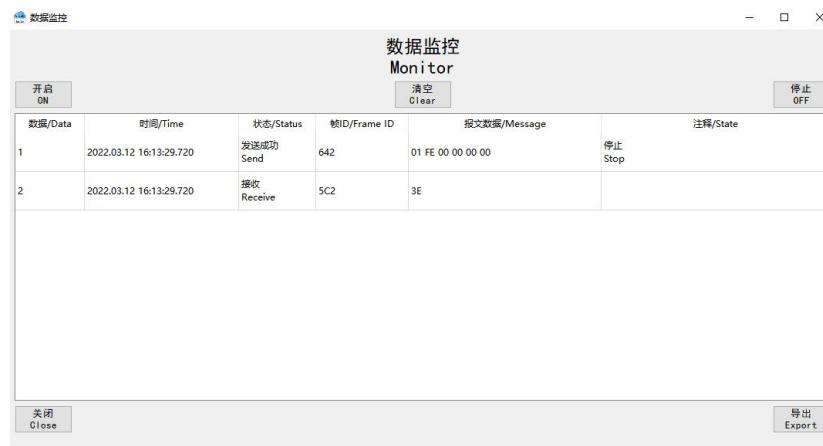 数据监控
数据监控
Monitor
开启
ON
清空
Clear
停止
OFF
数据/Data 时间/Time 状态/Status 帧ID/Frame ID 报文数据/Message 注释/State
1 2022.03.12 16:13:29.720 发送成功 Send 642 01 FE 00 00 00 00 停止 Stop
2 2022.03.12 16:13:29.720 接收 Receive 5C2 3E
关闭
Close
导出
Export